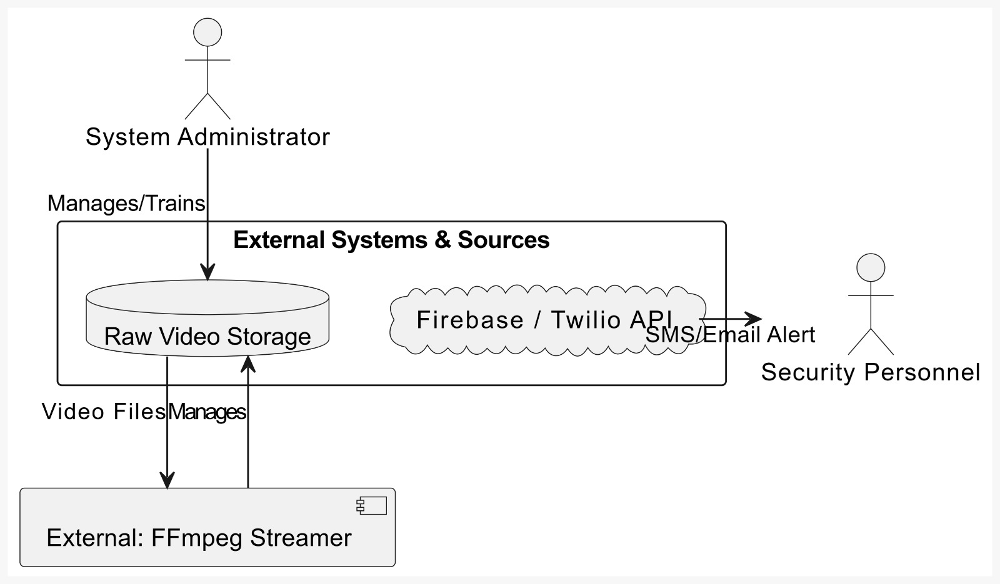 System Administrator
Manages/Trains
External Systems & Sources
Raw Video Storage
Firebase / Twilio API
SMS/Email Alert
Security Personnel
Video Files
Manages
External: FFmpeg Streamer